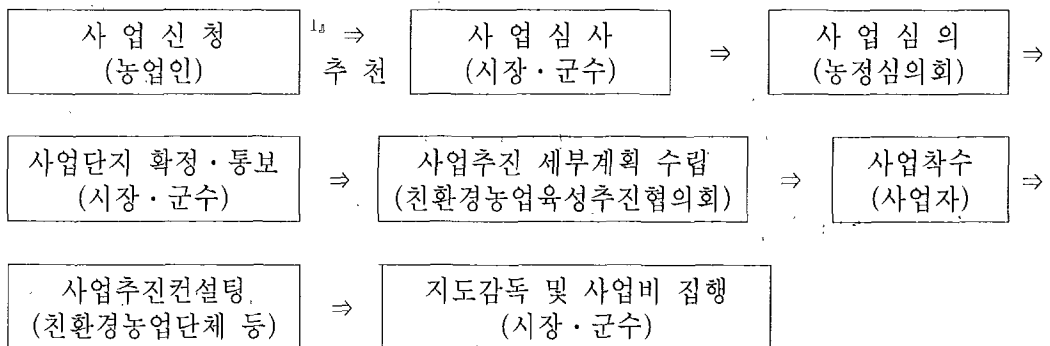 사 업 신 청 ⇒ 사 업 심 사 ⇒ 사 업 심 의 ⇒
(농업인) 추 천 (시장·군수) (농정심의회)
사업단지 확정·통보 ⇒ 사업추진 세부계획 수립 ⇒ 사업착수 ⇒
(시장·군수) (친환경농업육성추진협의회) (사업자)
사업추진컨설팅 ⇒ 지도감독 및 사업비 집행
(친환경농업단체 등) (시장·군수)